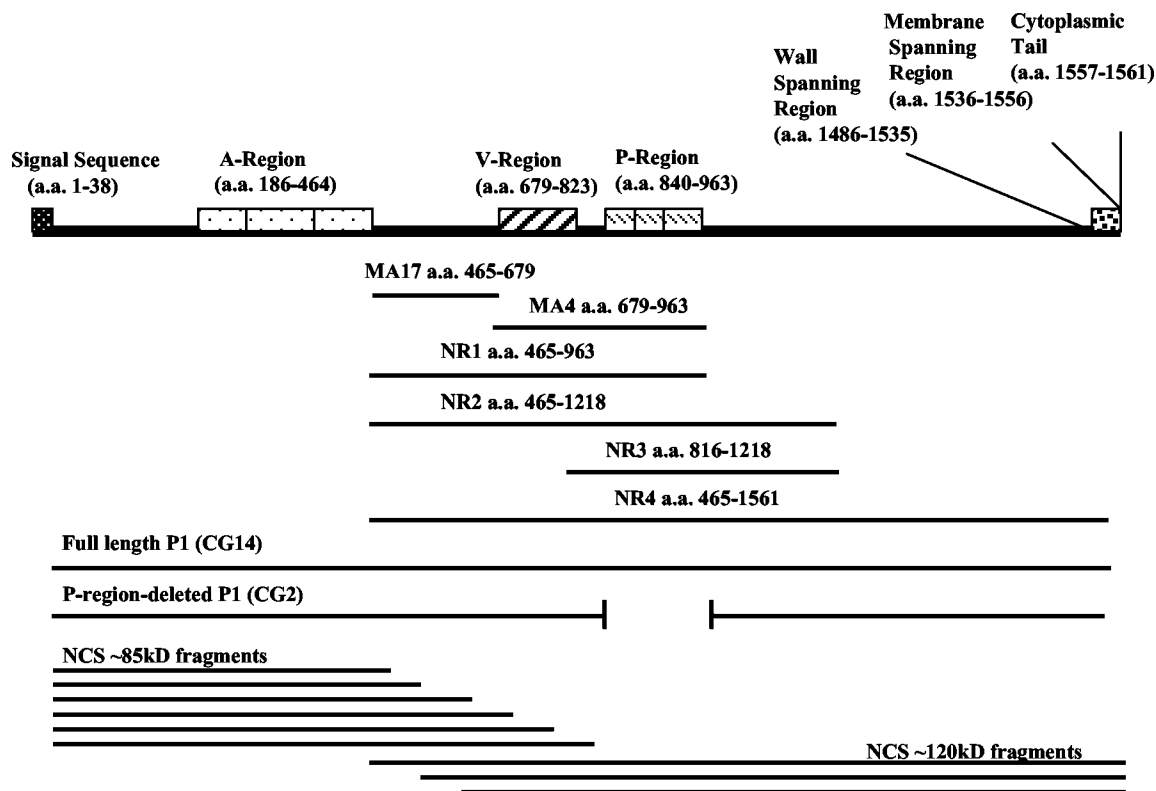 Membrane
Spanning
Region
(a.a. 1536-1556)
Cytoplasmic
Tail
(a.a. 1557-1561)
Wall
Spanning
Region
(a.a. 1486-1535)
Signal Sequence
(a.a. 1-38)
A-Region
(a.a. 186-464)
V-Region
(a.a. 679-823)
P-Region
(a.a. 840-963)
MA17 a.a. 465-679
MA4 a.a. 679-963
NR1 a.a. 465-963
NR2 a.a. 465-1218
NR3 a.a. 816-1218
NR4 a.a. 465-1561
Full length P1 (CG14)
P-region-deleted P1 (CG2)
NCS ~85kD fragments
NCS ~120kD fragments